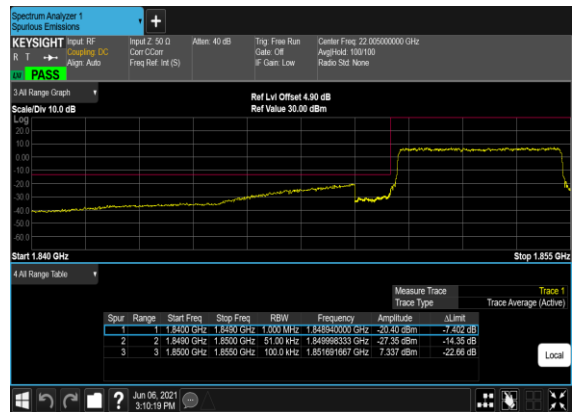 Spectrum Analyzer 1
Spurious Emissions
KEYSIGHT Input: RF Input Z: 50 Ω Atten: 40 dB Trig: Free Run Center Freq: 22.005000000 GHz
R T Coupling: DC Corr CCorr Gate: Off Avg|Hold: 100/100
Align: Auto Freq Ref: Int (S) IF Gain: Low Radio Std: None
PASS
3 All Range Graph
Ref Lvl Offset 4.90 dB
Scale/Div 10.0 dB Ref Value 30.00 dBm
Log
20.0
10.0
0.00
-10.0
-20.0
-30.0
-40.0
-50.0
-60.0
Start 1.840 GHz Stop 1.855 GHz
4 All Range Table
Measure Trace Trace 1
Trace Type Trace Average (Active)
Spur Range Start Freq Stop Freq RBW Frequency Amplitude ΔLimit
1 1 1.8400 GHz 1.8490 GHz 1.000 MHz 1.848940000 GHz -20.40 dBm -7.402 dB
2 2 1.8490 GHz 1.8500 GHz 51.00 kHz 1.849998333 GHz -27.35 dBm -14.35 dB
3 3 1.8500 GHz 1.8550 GHz 100.0 kHz 1.851691667 GHz 7.337 dBm -22.66 dB
Local
? Jun 06, 2021
3:10:19 PM